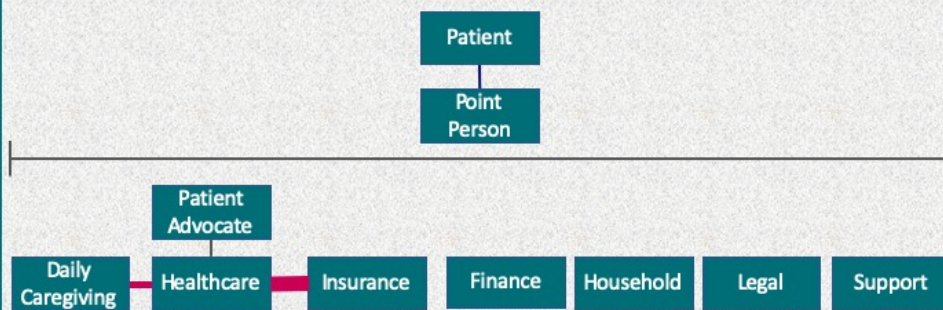 Patient
Point
Person
Patient
Advocate
Daily
Caregiving
Healthcare
Insurance
Finance
Household
Legal
Support